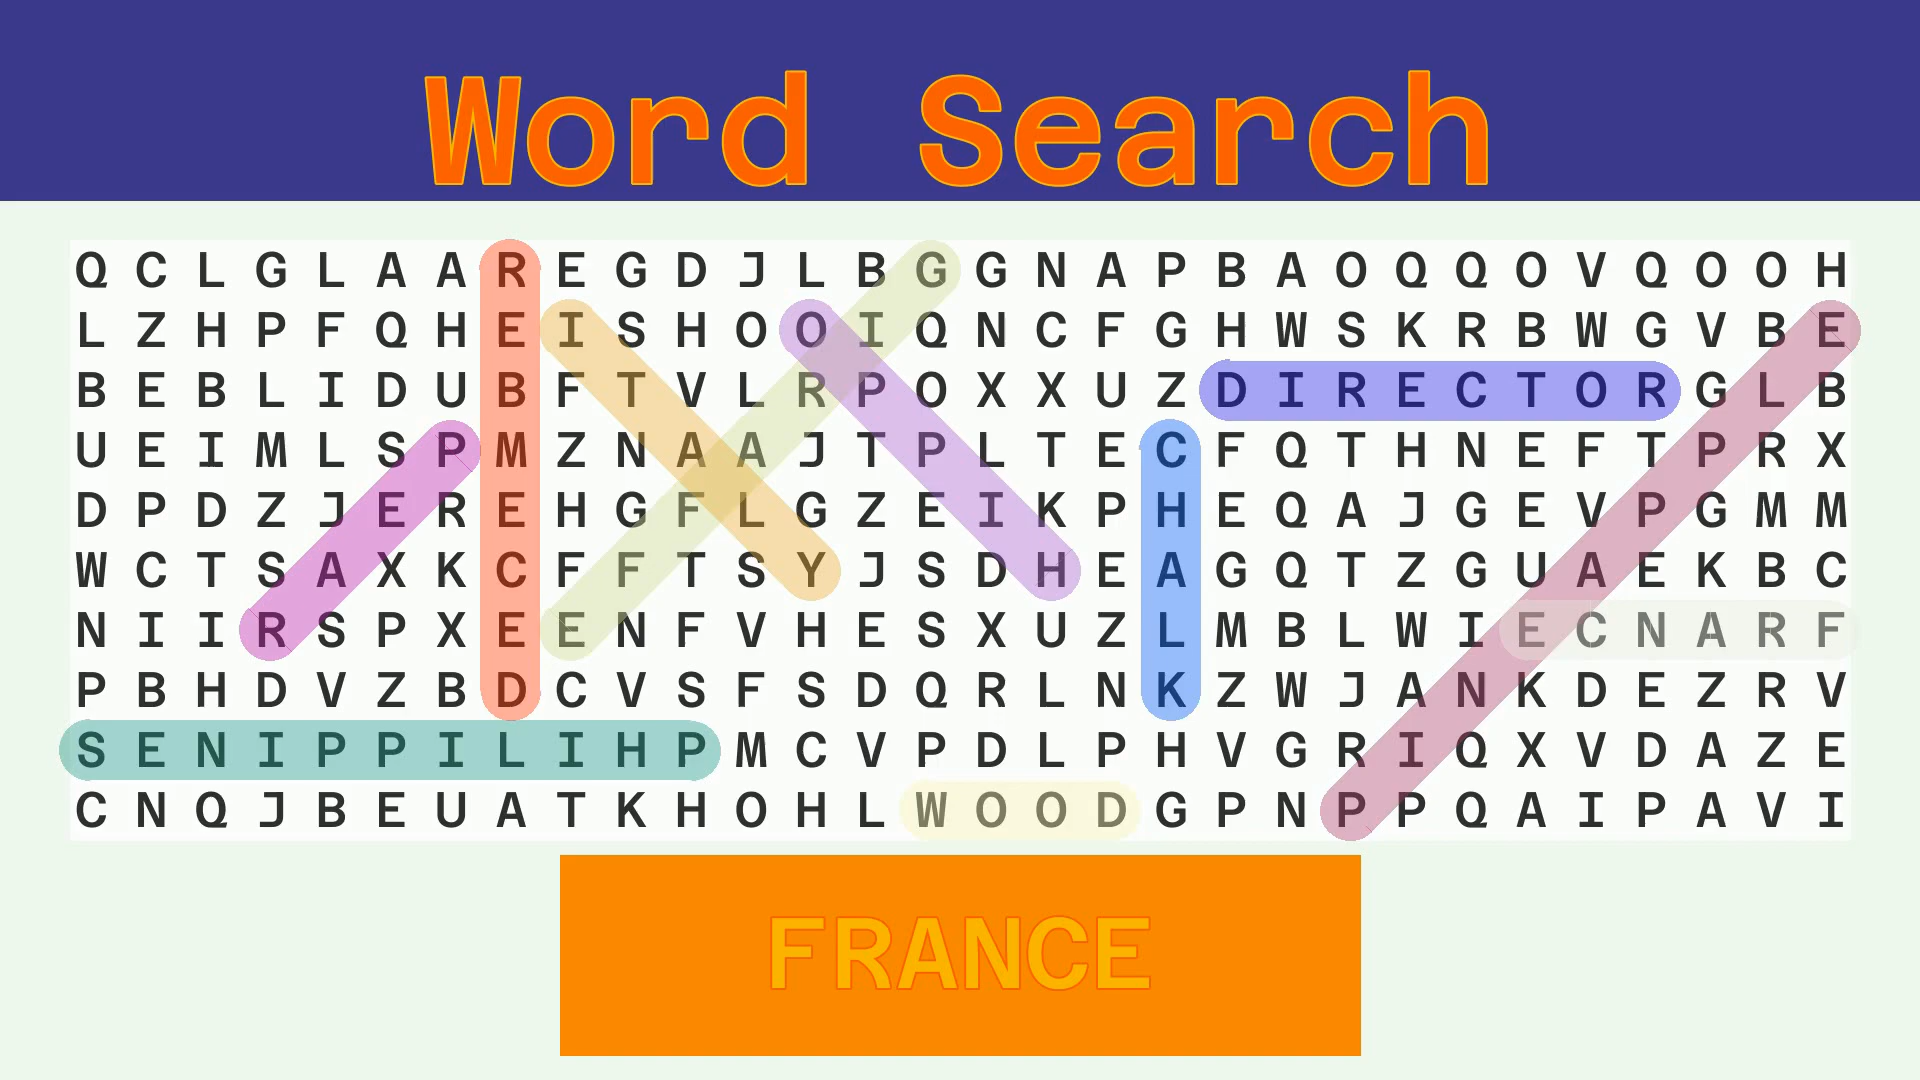 Word Search
Q C L G L A A R E G D J L B G G N A P B A O Q Q O V Q O O H
L Z H P F Q H E I S H O O I Q N C F G H W S K R B W G V B E
B E B L I D U B F T V L R P O X X U Z D I R E C T O R G L B
U E I M L S P M Z N A A J T P L T E C F Q T H N E F T P R X
D P D Z J E R E H G F L G Z E I K P H E Q A J G E V P G M M
W C T S A X K C F F T S Y J S D H E A G Q T Z G U A E K B C
N I I R S P X E E N F V H E S X U Z L M B L W I E C N A R F
P B H D V Z B D C V S F S D Q R L N K Z W J A N K D E Z R V
S E N I P P I L I H P M C V P D L P H V G R I Q X V D A Z E
C N Q J B E U A T K H O H L W O O D G P N P P Q A I P A V I
FRANCE